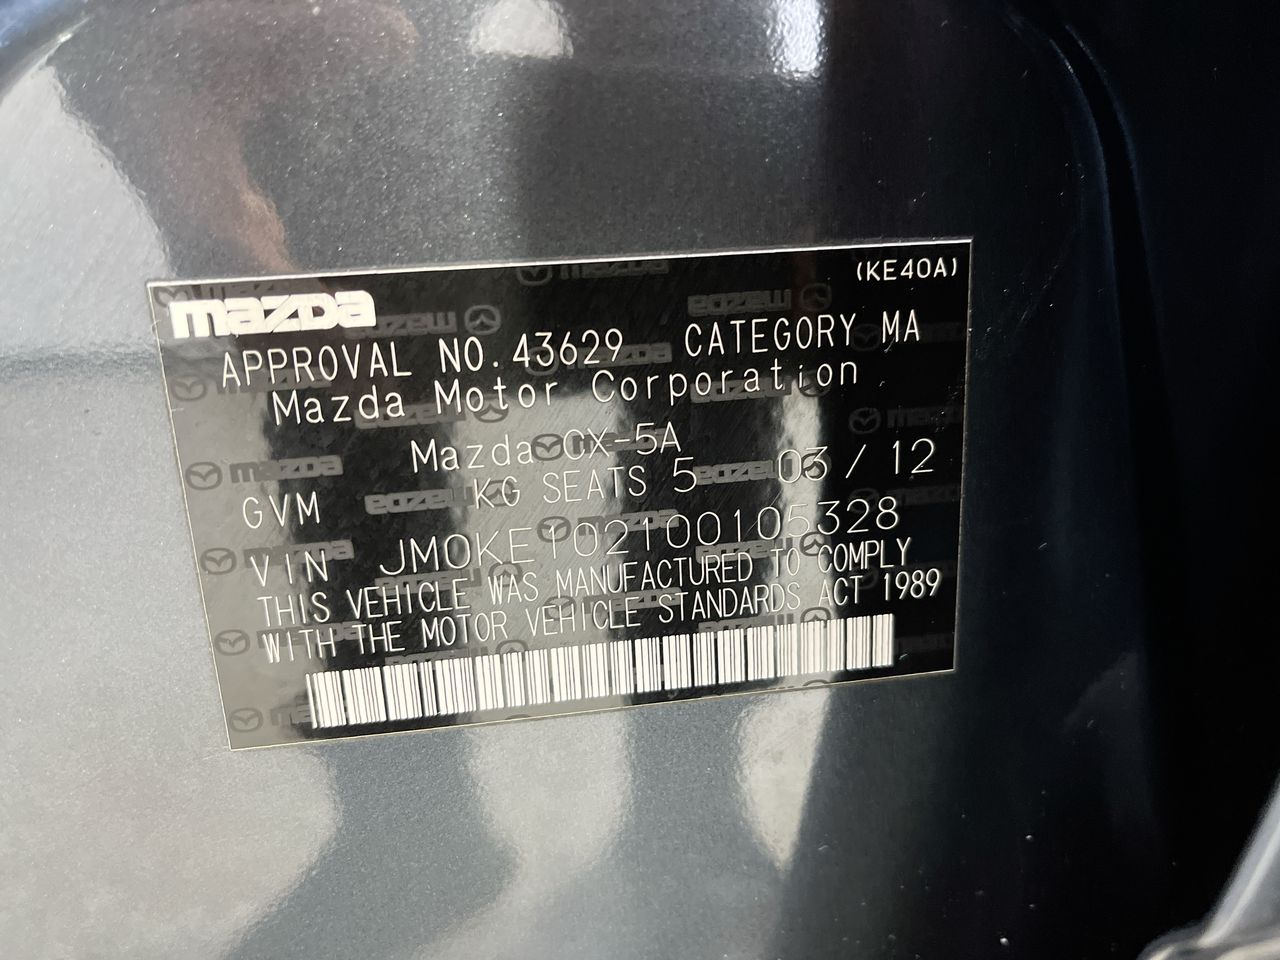 (KE40A)
mazda
APPROVAL NO.43629 CATEGORY MA
Mazda Motor Corporation
Mazda CX-5A
GVM KG SEATS 5 03/12
VIN JM0KE102100105328
THIS VEHICLE WAS MANUFACTURED TO COMPLY
WITH THE MOTOR VEHICLE STANDARDS ACT 1989